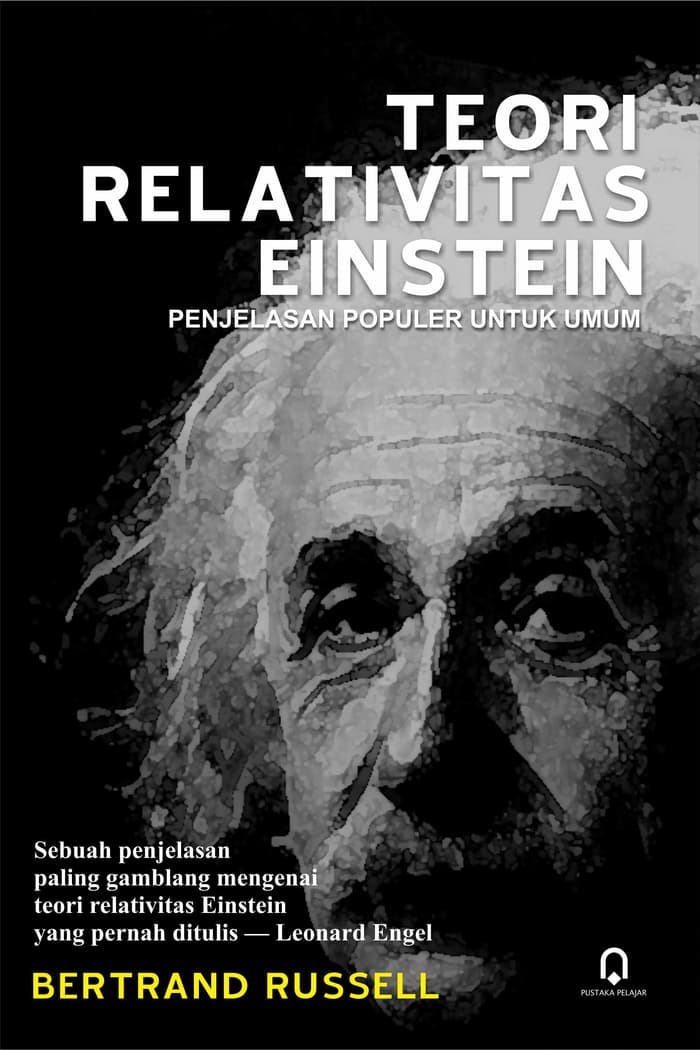 TEORI
RELATIVITAS
EINSTEIN
PENJELASAN POPULER UNTUK UMUM
Sebuah penjelasan
paling gamblang mengenai
teori relativitas Einstein
yang pernah ditulis — Leonard Engel
BERTRAND RUSSELL
PUSTAKA PELAJAR